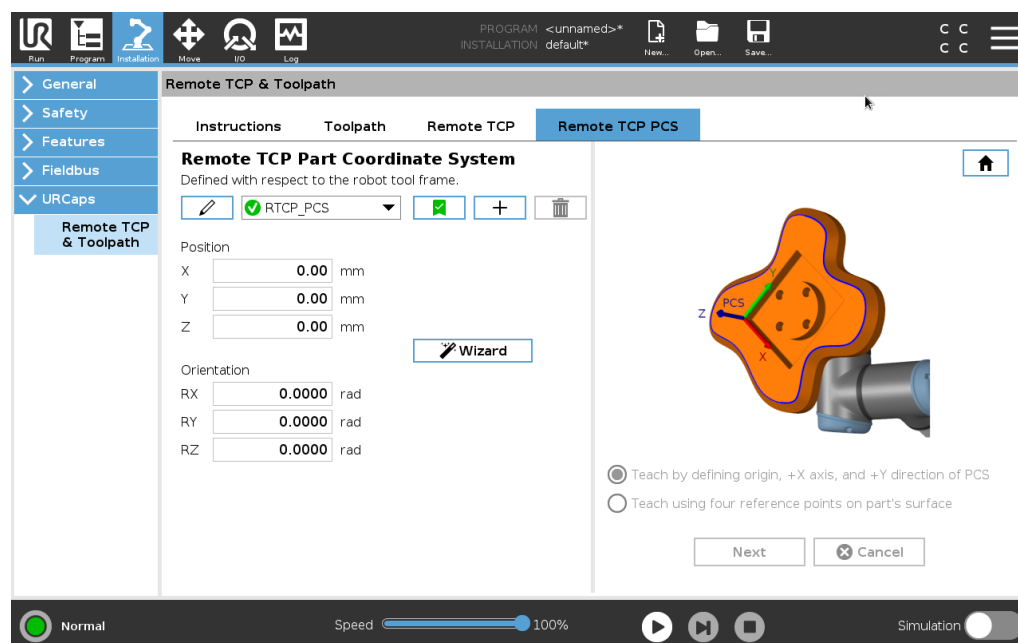 PROGRAM <unnamed>*
INSTALLATION default*
UR
Run
Program
Installation
Move
I/O
Log
New...
Open...
Save...
C C
C C
General
Safety
Features
Fieldbus
URCaps
Remote TCP
& Toolpath
Remote TCP & Toolpath
Instructions Toolpath Remote TCP Remote TCP PCS
Remote TCP Part Coordinate System
Defined with respect to the robot tool frame.
RTCP_PCS
Position
X 0.00 mm
Y 0.00 mm
Z 0.00 mm
Wizard
Orientation
RX 0.0000 rad
RY 0.0000 rad
RZ 0.0000 rad
Y
PCS
Z
X
Teach by defining origin, +X axis, and +Y direction of PCS
Teach using four reference points on part's surface
Next Cancel
Normal
Speed 100%
Simulation